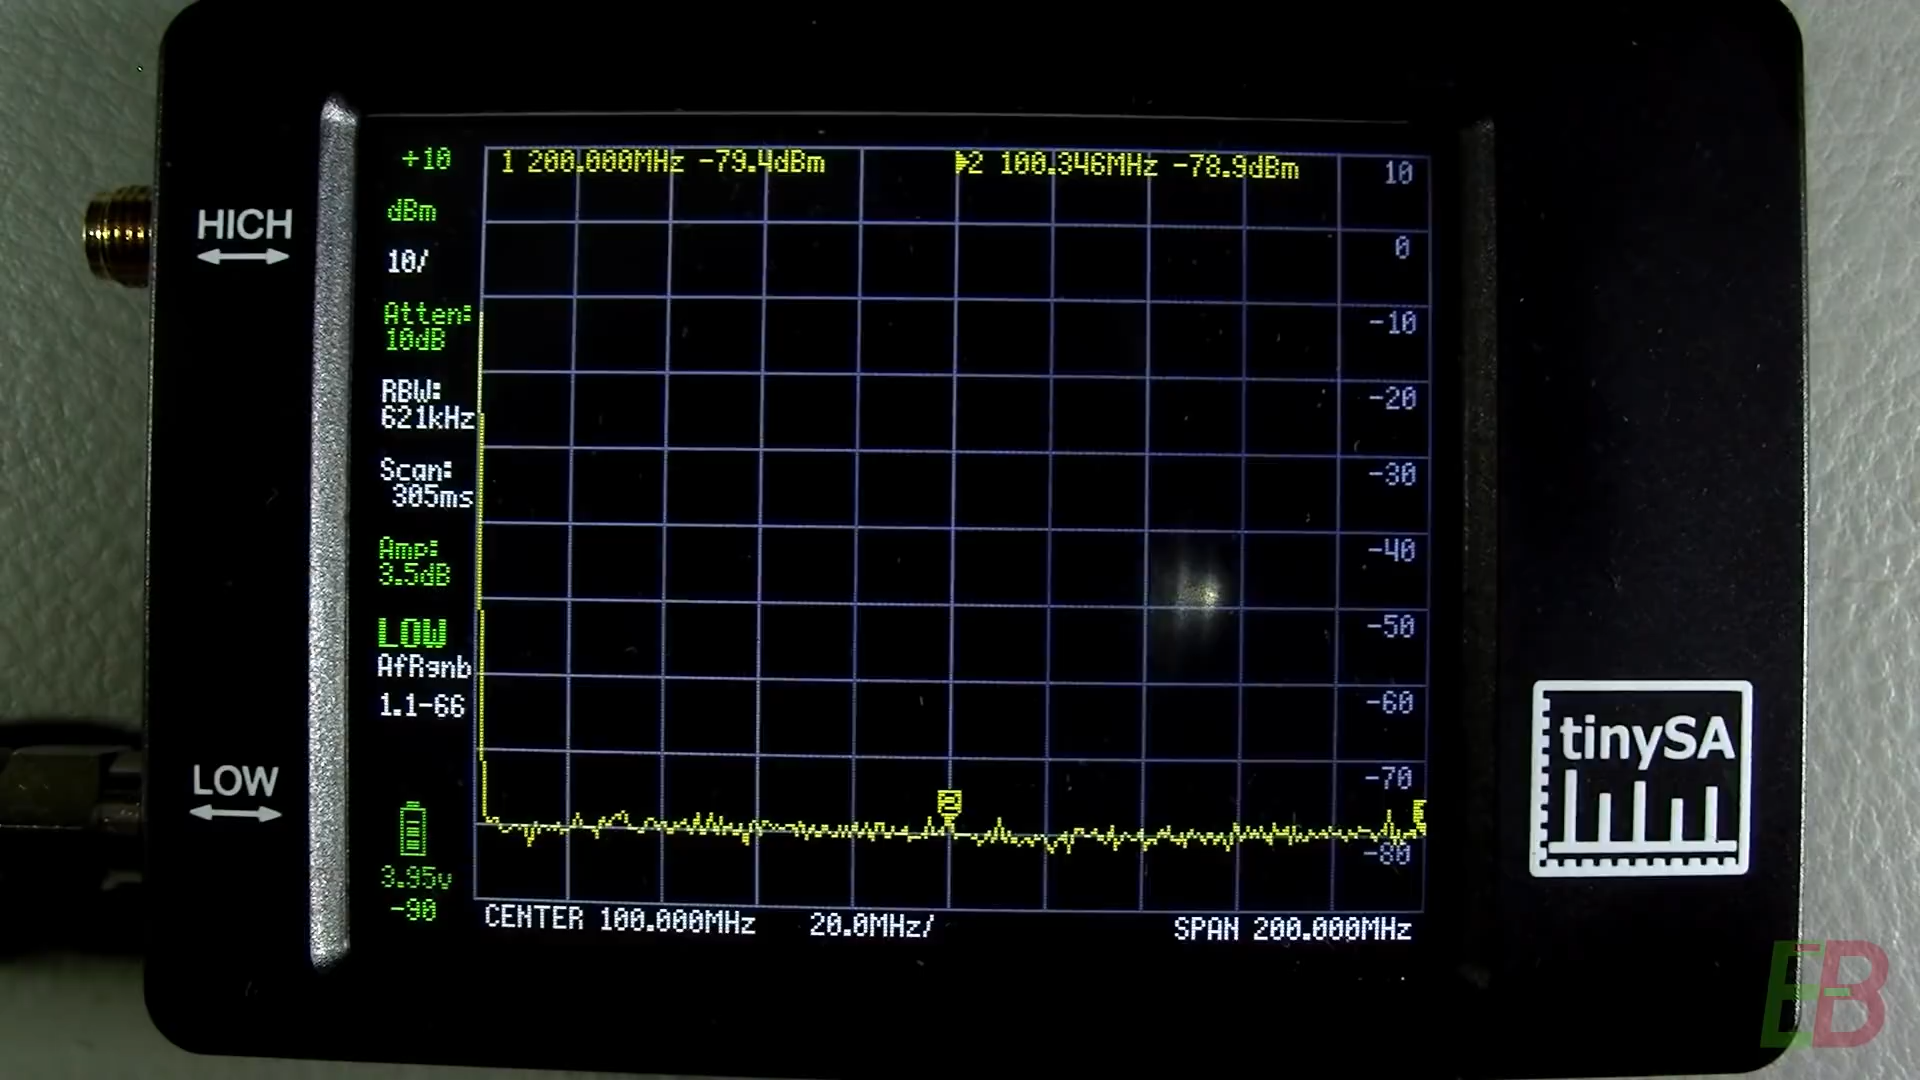 HIGH
LOW
+10
dBm
10/
Atten:
10dB
RBW:
621kHz
Scan:
305ms
Amp:
3.5dB
LOW
AfRgnb
1.1-66
3.95v
-90
1 200.000MHz -79.4dBm
2 100.346MHz -78.9dBm
10
0
-10
-20
-30
-40
-50
-60
-70
-80
2
CENTER 100.000MHz 20.0MHz/ SPAN 200.000MHz
tinySA
EB